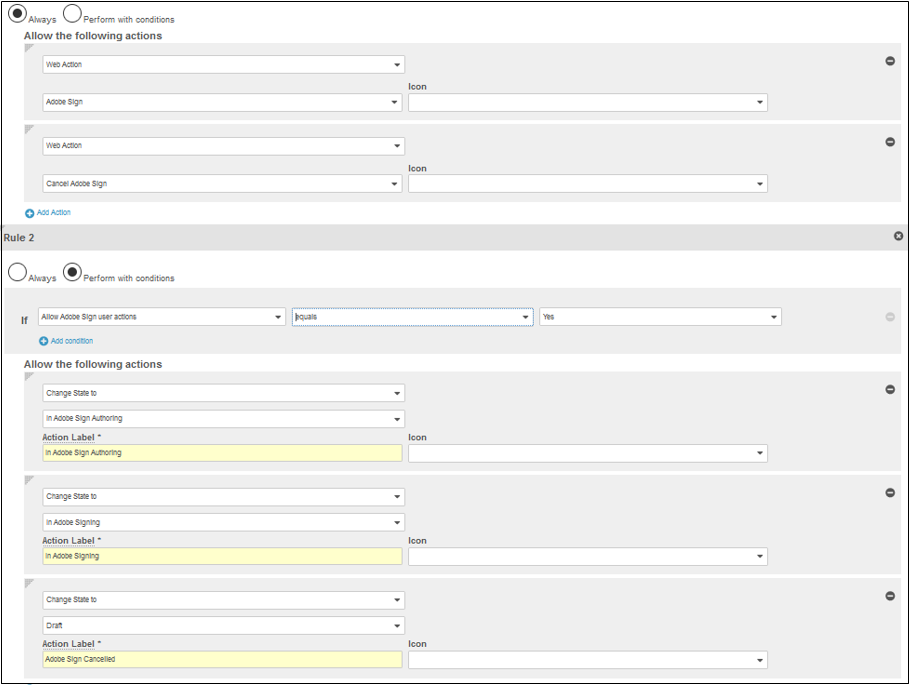 Always Perform with conditions
Allow the following actions
Web Action
Icon
Adobe Sign
Web Action
Icon
Cancel Adobe Sign
Add Action
Rule 2
Always Perform with conditions
If Allow Adobe Sign user actions equals Yes
Add condition
Allow the following actions
Change State to
In Adobe Sign Authoring
Action Label * Icon
In Adobe Sign Authoring
Change State to
In Adobe Signing
Action Label * Icon
In Adobe Signing
Change State to
Draft
Action Label * Icon
Adobe Sign Cancelled